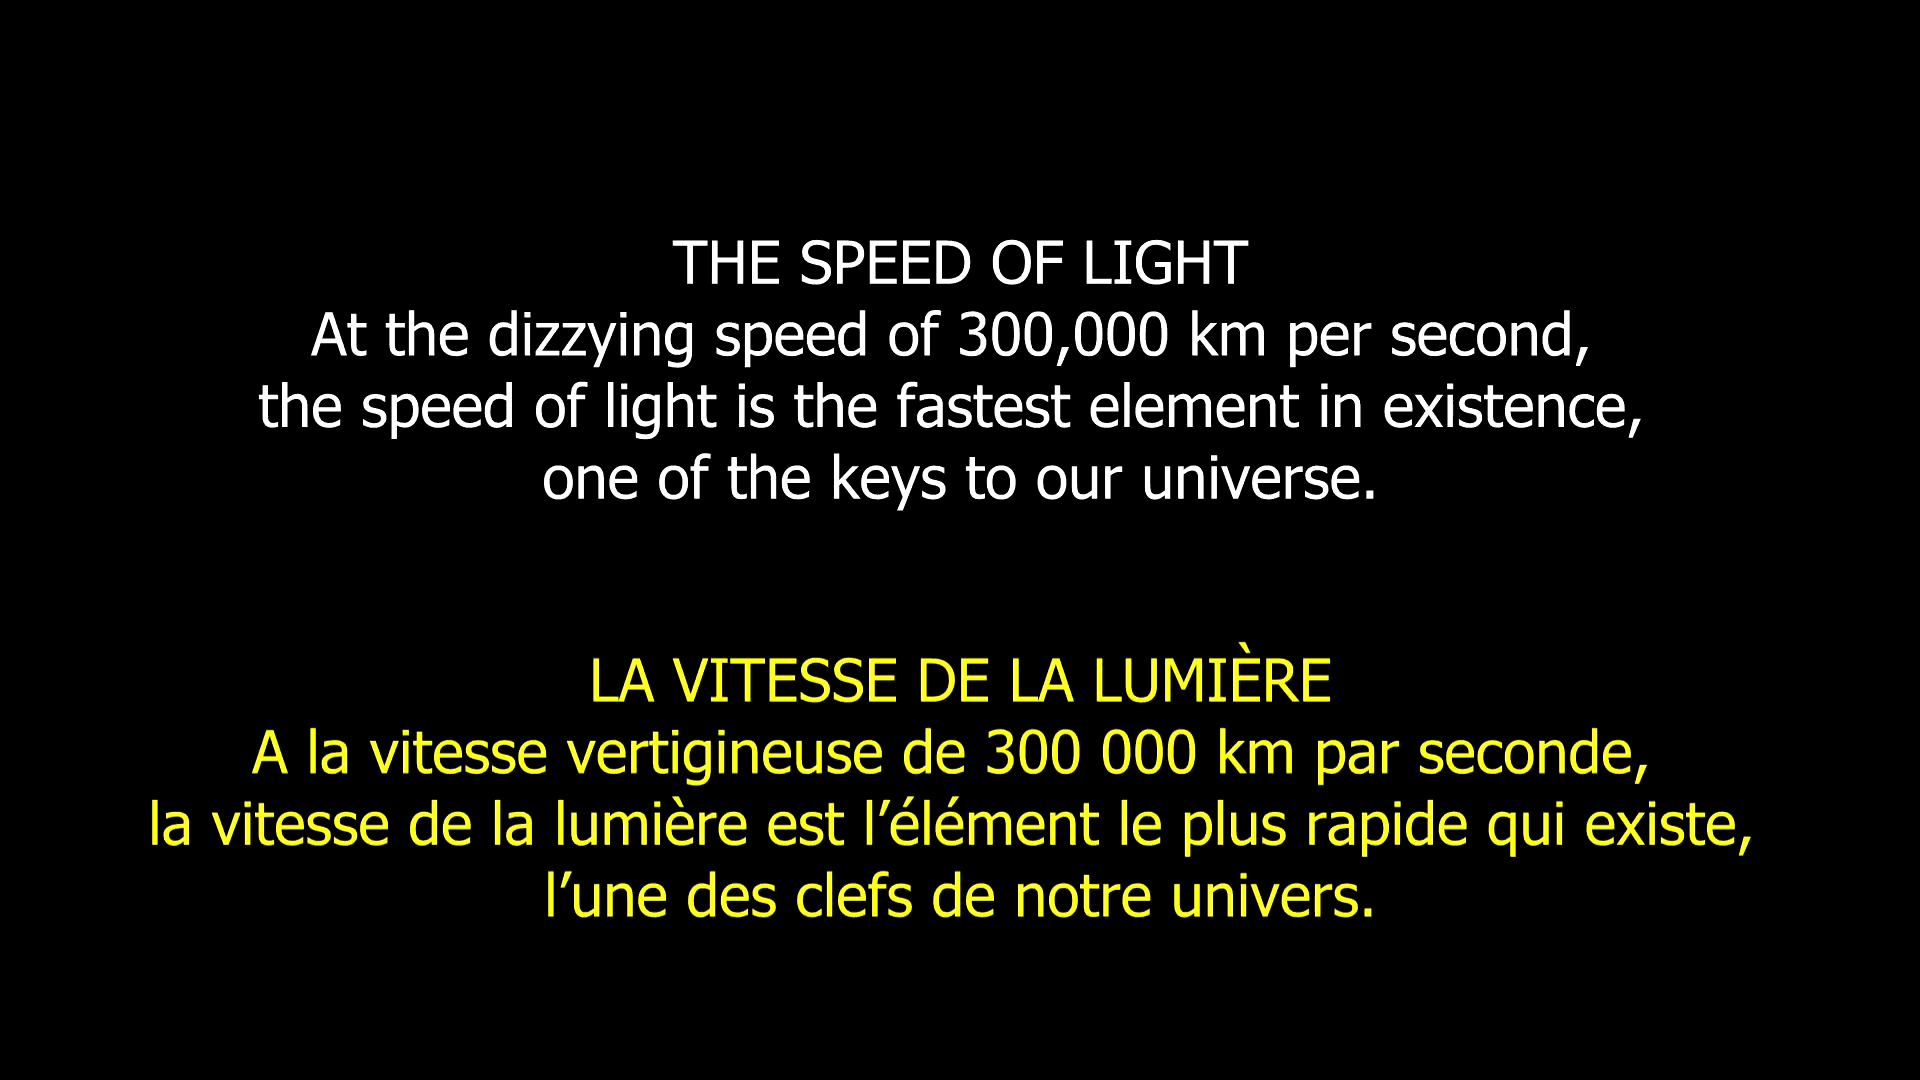 THE SPEED OF LIGHT
At the dizzying speed of 300,000 km per second,
the speed of light is the fastest element in existence,
one of the keys to our universe.
LA VITESSE DE LA LUMIÈRE
A la vitesse vertigineuse de 300 000 km par seconde,
la vitesse de la lumière est l’élément le plus rapide qui existe,
l’une des clefs de notre univers.